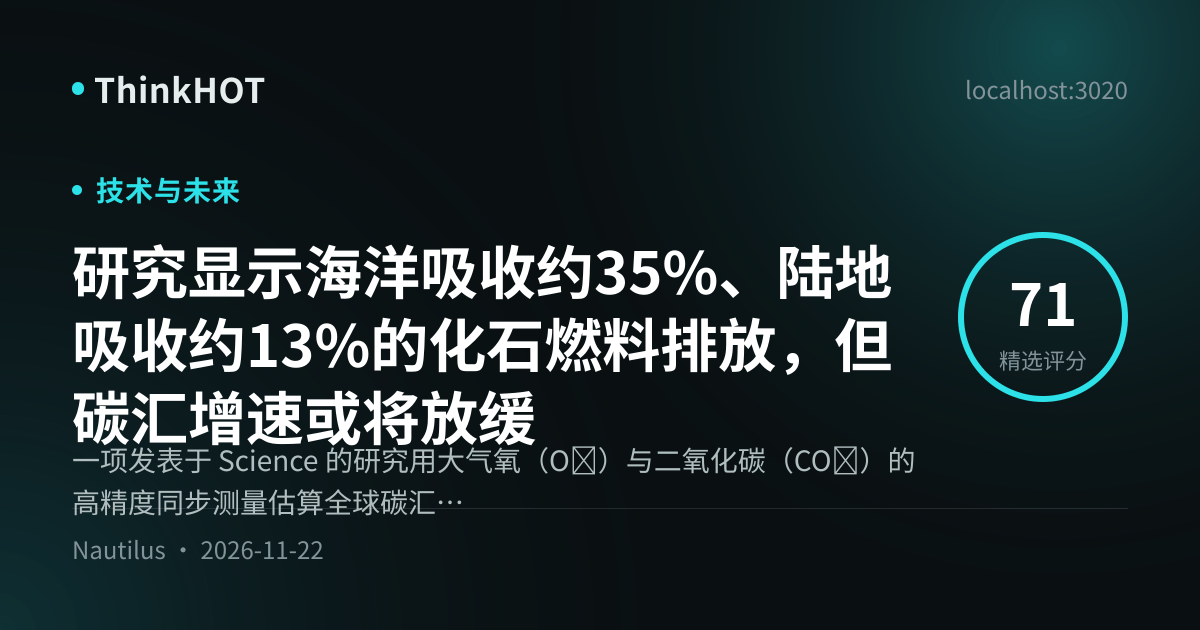 ThinkHOT
localhost:3020
技术与未来
研究显示海洋吸收约35%、陆地
吸收约13%的化石燃料排放，但
碳汇增速或将放缓
71
精选评分
一项发表于 Science 的研究用大气氧（O☒）与二氧化碳（CO☒）的
高精度同步测量估算全球碳汇…
Nautilus · 2026-11-22